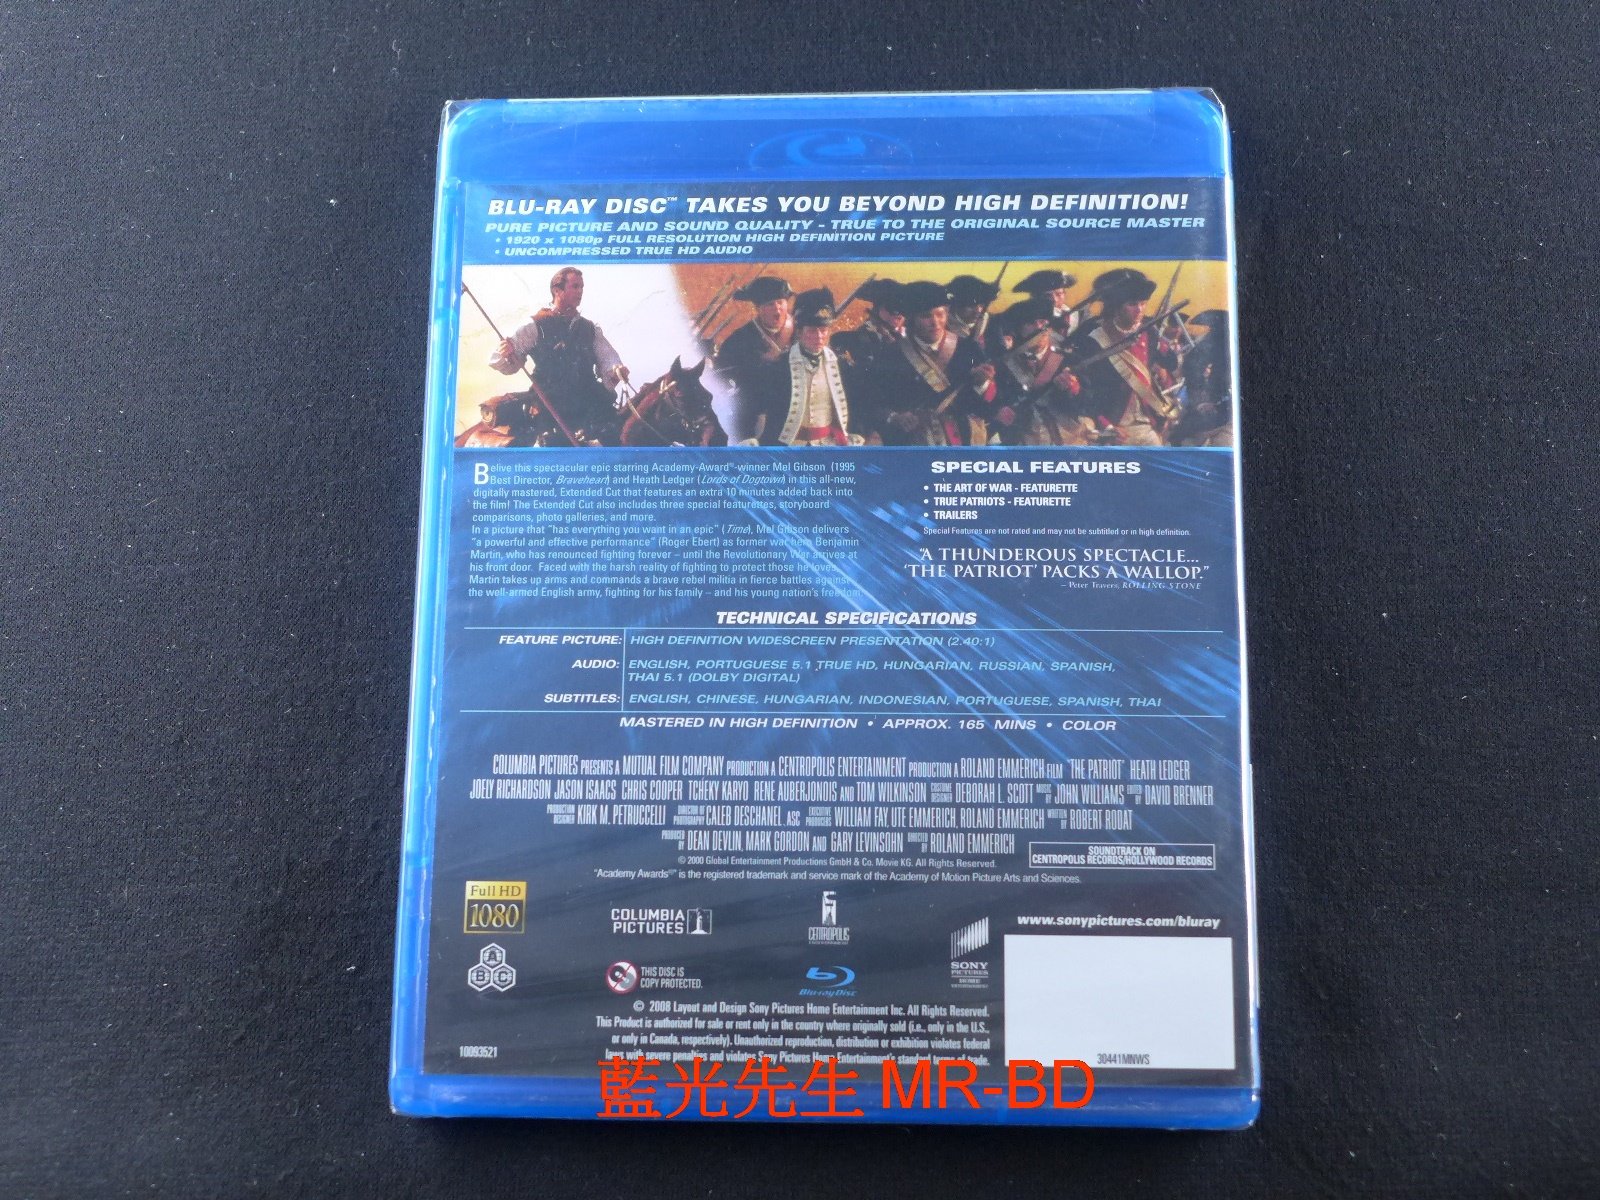 BLU-RAY DISC™ TAKES YOU BEYOND HIGH DEFINITION!
PURE PICTURE AND SOUND QUALITY - TRUE TO THE ORIGINAL SOURCE MASTER
• 1920 x 1080p FULL RESOLUTION HIGH DEFINITION PICTURE
• UNCOMPRESSED TRUE HD AUDIO
Belive this spectacular epic starring Academy-Award®-winner Mel Gibson (1995
Best Director, Braveheart) and Heath Ledger (Lords of Dogtown) in this all-new,
digitally mastered, Extended Cut that features an extra 10 minutes added back into
the film! The Extended Cut also includes three special featurettes, storyboard
comparisons, photo galleries, and more.
In a picture that "has everything you want in an epic" (Time), Mel Gibson delivers
"a powerful and effective performance" (Roger Ebert) as former war hero Benjamin
Martin, who has renounced fighting forever – until the Revolutionary War arrives at
his front door. Faced with the harsh reality of fighting to protect those he loves,
Martin takes up arms and commands a brave rebel militia in fierce battles against
the well-armed English army, fighting for his family – and his young nation's freedom.
SPECIAL FEATURES
• THE ART OF WAR - FEATURETTE
• TRUE PATRIOTS - FEATURETTE
• TRAILERS
Special Features are not rated and may not be subtitled or in high definition.
"A THUNDEROUS SPECTACLE...
'THE PATRIOT' PACKS A WALLOP."
– Peter Travers, ROLLING STONE
TECHNICAL SPECIFICATIONS
FEATURE PICTURE: HIGH DEFINITION WIDESCREEN PRESENTATION (2.40:1)
AUDIO: ENGLISH, PORTUGUESE 5.1 TRUE HD, HUNGARIAN, RUSSIAN, SPANISH,
THAI 5.1 (DOLBY DIGITAL)
SUBTITLES: ENGLISH, CHINESE, HUNGARIAN, INDONESIAN, PORTUGUESE, SPANISH, THAI
MASTERED IN HIGH DEFINITION • APPROX. 165 MINS • COLOR
COLUMBIA PICTURES PRESENTS A MUTUAL FILM COMPANY PRODUCTION A CENTROPOLIS ENTERTAINMENT PRODUCTION A ROLAND EMMERICH FILM "THE PATRIOT" HEATH LEDGER
JOELY RICHARDSON JASON ISAACS CHRIS COOPER TCHÉKY KARYO RENE AUBERJONOIS AND TOM WILKINSON COSTUME DESIGNER DEBORAH L. SCOTT MUSIC BY JOHN WILLIAMS EDITED BY DAVID BRENNER
PRODUCTION DESIGNER KIRK M. PETRUCCELLI DIRECTOR OF PHOTOGRAPHY CALEB DESCHANEL, ASC EXECUTIVE PRODUCERS WILLIAM FAY, UTE EMMERICH, ROLAND EMMERICH WRITTEN BY ROBERT RODAT
PRODUCED BY DEAN DEVLIN, MARK GORDON AND GARY LEVINSOHN DIRECTED BY ROLAND EMMERICH
SOUNDTRACK ON
CENTROPOLIS RECORDS/HOLLYWOOD RECORDS
© 2000 Global Entertainment Productions GmbH & Co. Movie KG. All Rights Reserved.
"Academy Awards®" is the registered trademark and service mark of the Academy of Motion Picture Arts and Sciences.
Full HD
1080
COLUMBIA
PICTURES
CENTROPOLIS
www.sonypictures.com/bluray
A
B C
THIS DISC IS
COPY PROTECTED.
Blu-ray Disc
SONY
PICTURES
HOME
ENTERTAINMENT
© 2008 Layout and Design Sony Pictures Home Entertainment Inc. All Rights Reserved.
This Product is authorized for sale or rent only in the country where originally sold (i.e., only in the U.S.,
or only in Canada, respectively). Unauthorized reproduction, distribution or exhibition violates federal
laws with severe penalties and violates Sony Pictures Home Entertainment's standard terms of trade.
10093521
30441MNWS
藍光先生 MR-BD